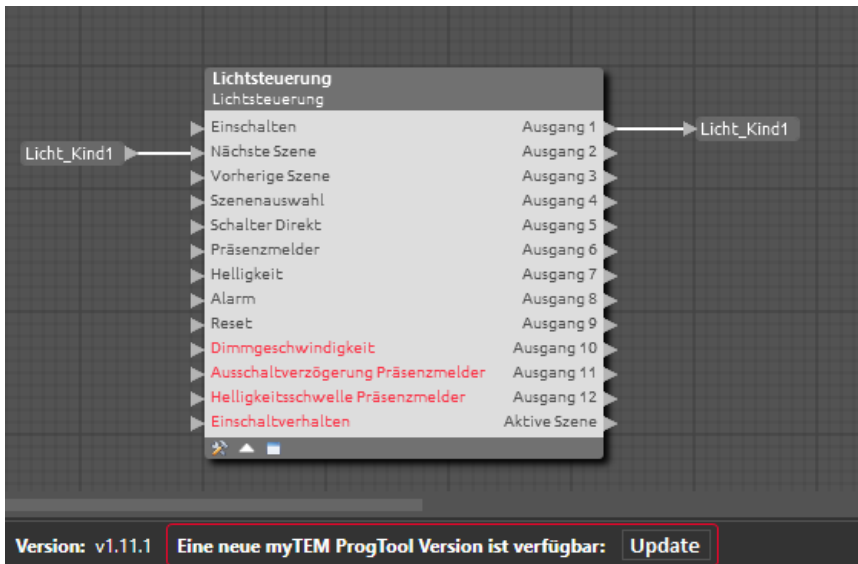 Lichtsteuerung
Lichtsteuerung
Einschalten Ausgang 1 Licht_Kind1
Licht_Kind1 Nächste Szene Ausgang 2
Vorherige Szene Ausgang 3
Szenenauswahl Ausgang 4
Schalter Direkt Ausgang 5
Präsenzmelder Ausgang 6
Helligkeit Ausgang 7
Alarm Ausgang 8
Reset Ausgang 9
Dimmgeschwindigkeit Ausgang 10
Ausschaltverzögerung Präsenzmelder Ausgang 11
Helligkeitsschwelle Präsenzmelder Ausgang 12
Einschaltverhalten Aktive Szene
Version: v1.11.1 Eine neue myTEM ProgTool Version ist verfügbar: Update